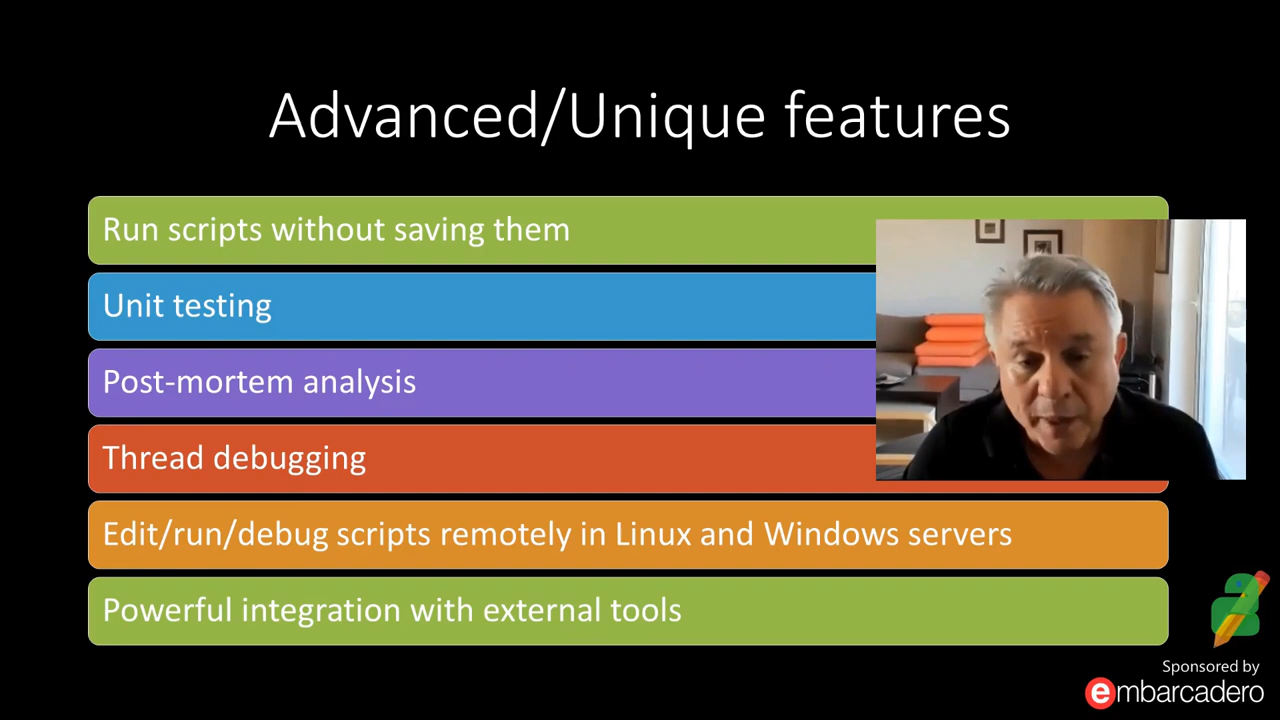 Advanced/Unique features
Run scripts without saving them
Unit testing
Post-mortem analysis
Thread debugging
Edit/run/debug scripts remotely in Linux and Windows servers
Powerful integration with external tools
Sponsored by
embarcadero